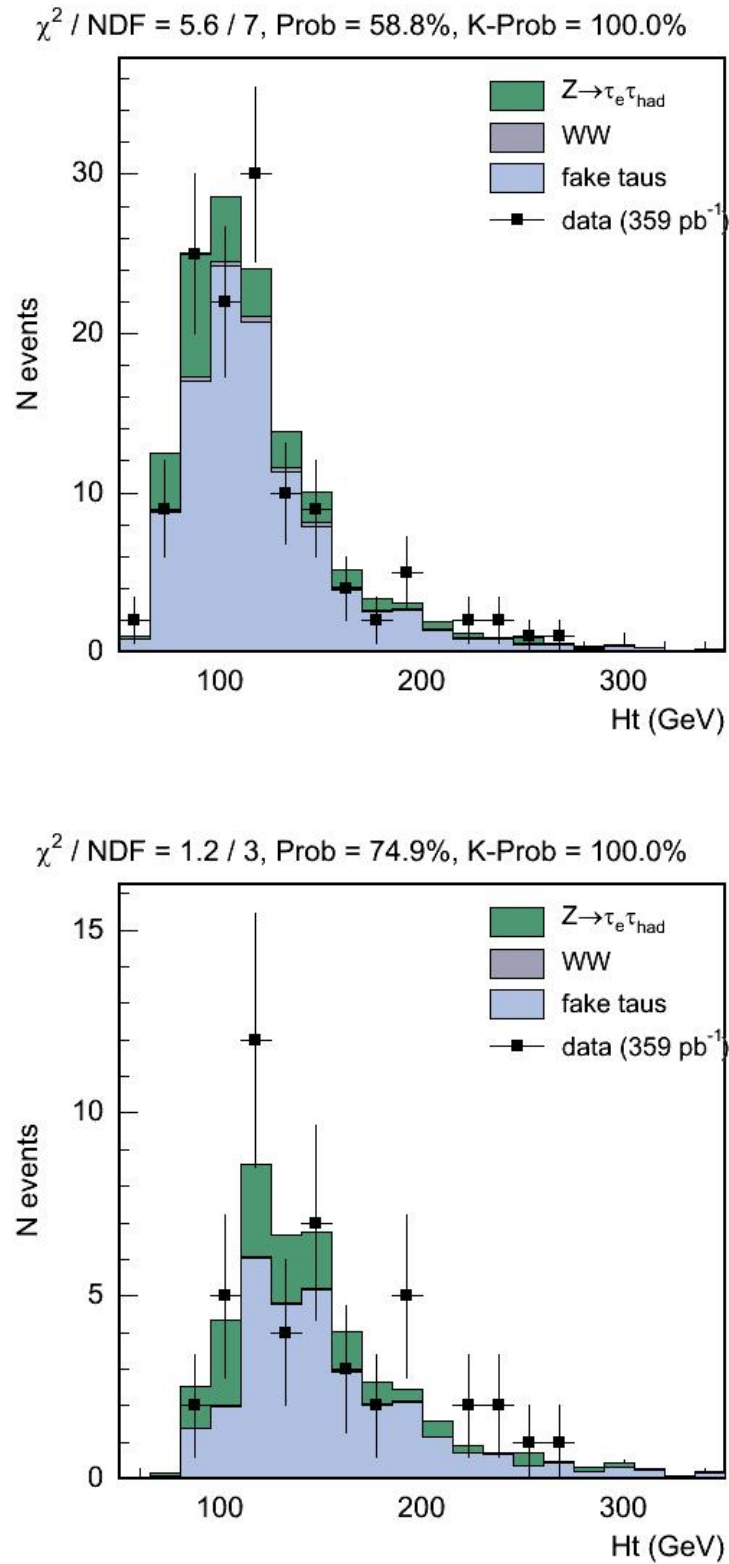 χ² / NDF = 5.6 / 7, Prob = 58.8%, K-Prob = 100.0%
Z→τₑτ_had
WW
fake taus
data (359 pb⁻¹)
N events
30
20
10
0
100
200
300
Ht (GeV)
χ² / NDF = 1.2 / 3, Prob = 74.9%, K-Prob = 100.0%
Z→τₑτ_had
WW
fake taus
data (359 pb⁻¹)
N events
15
10
5
0
100
200
300
Ht (GeV)